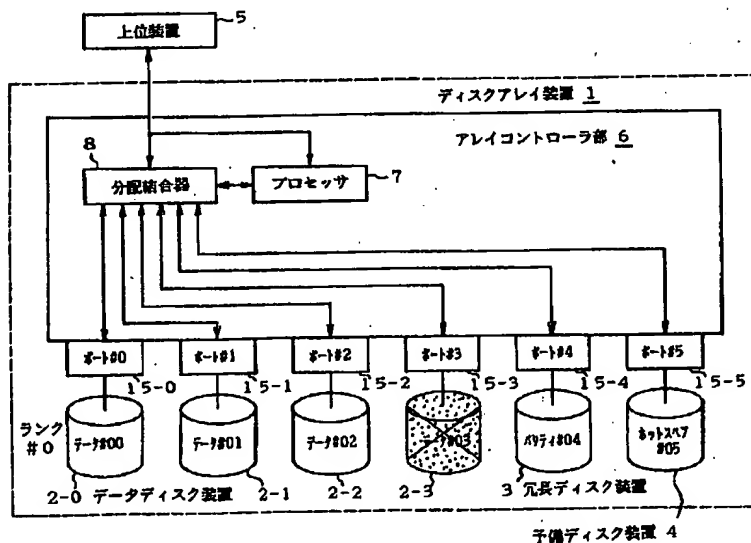 上位装置
5
ディスクアレイ装置 1
アレイコントローラ部 6
8
分配結合器
プロセッサ
7
ポート#0
ポート#1
ポート#2
ポート#3
ポート#4
ポート#5
15-0
15-1
15-2
15-3
15-4
15-5
ランク
#0
データ#00
データ#01
データ#02
データ#03
パリティ#04
ホットスペア
#05
2-0 データディスク装置
2-1
2-2
2-3
3 冗長ディスク装置
予備ディスク装置 4